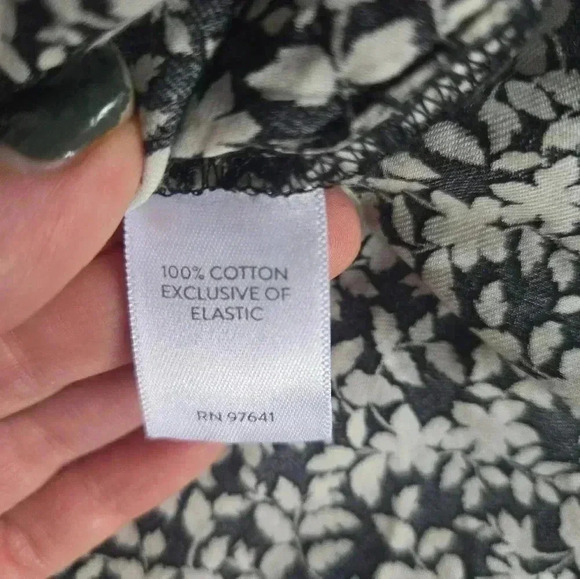 100% COTTON
EXCLUSIVE OF
ELASTIC
RN 97641